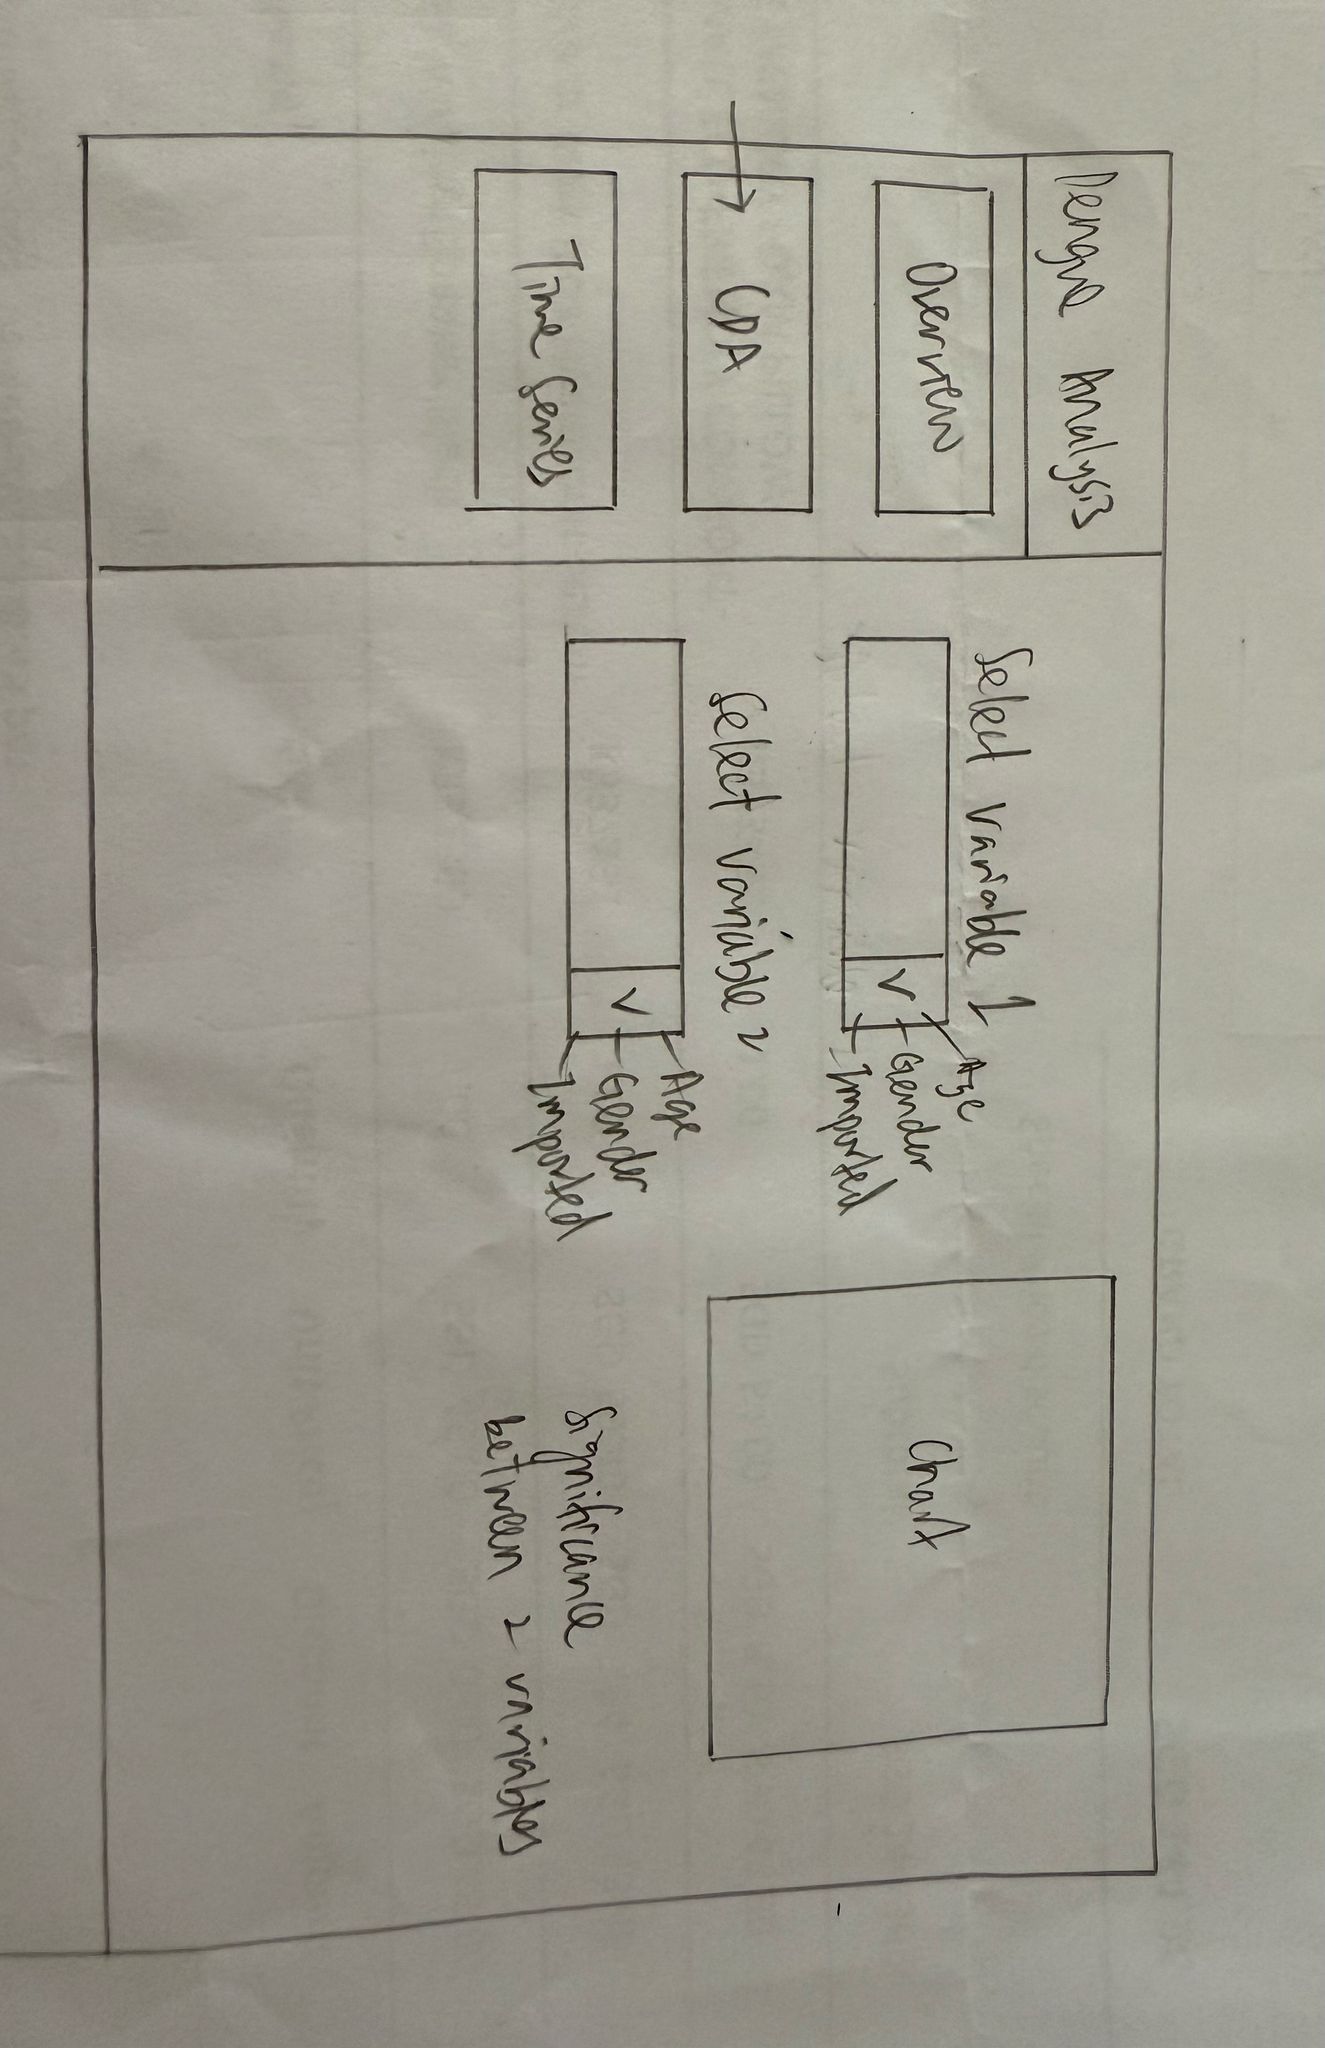 Dengue Analysis
Overview
CDA
Time Series
Select variable 1
Age
Gender
Imported
Select variable 2
Age
Gender
Imported
Chart
Significance
between 2 variables